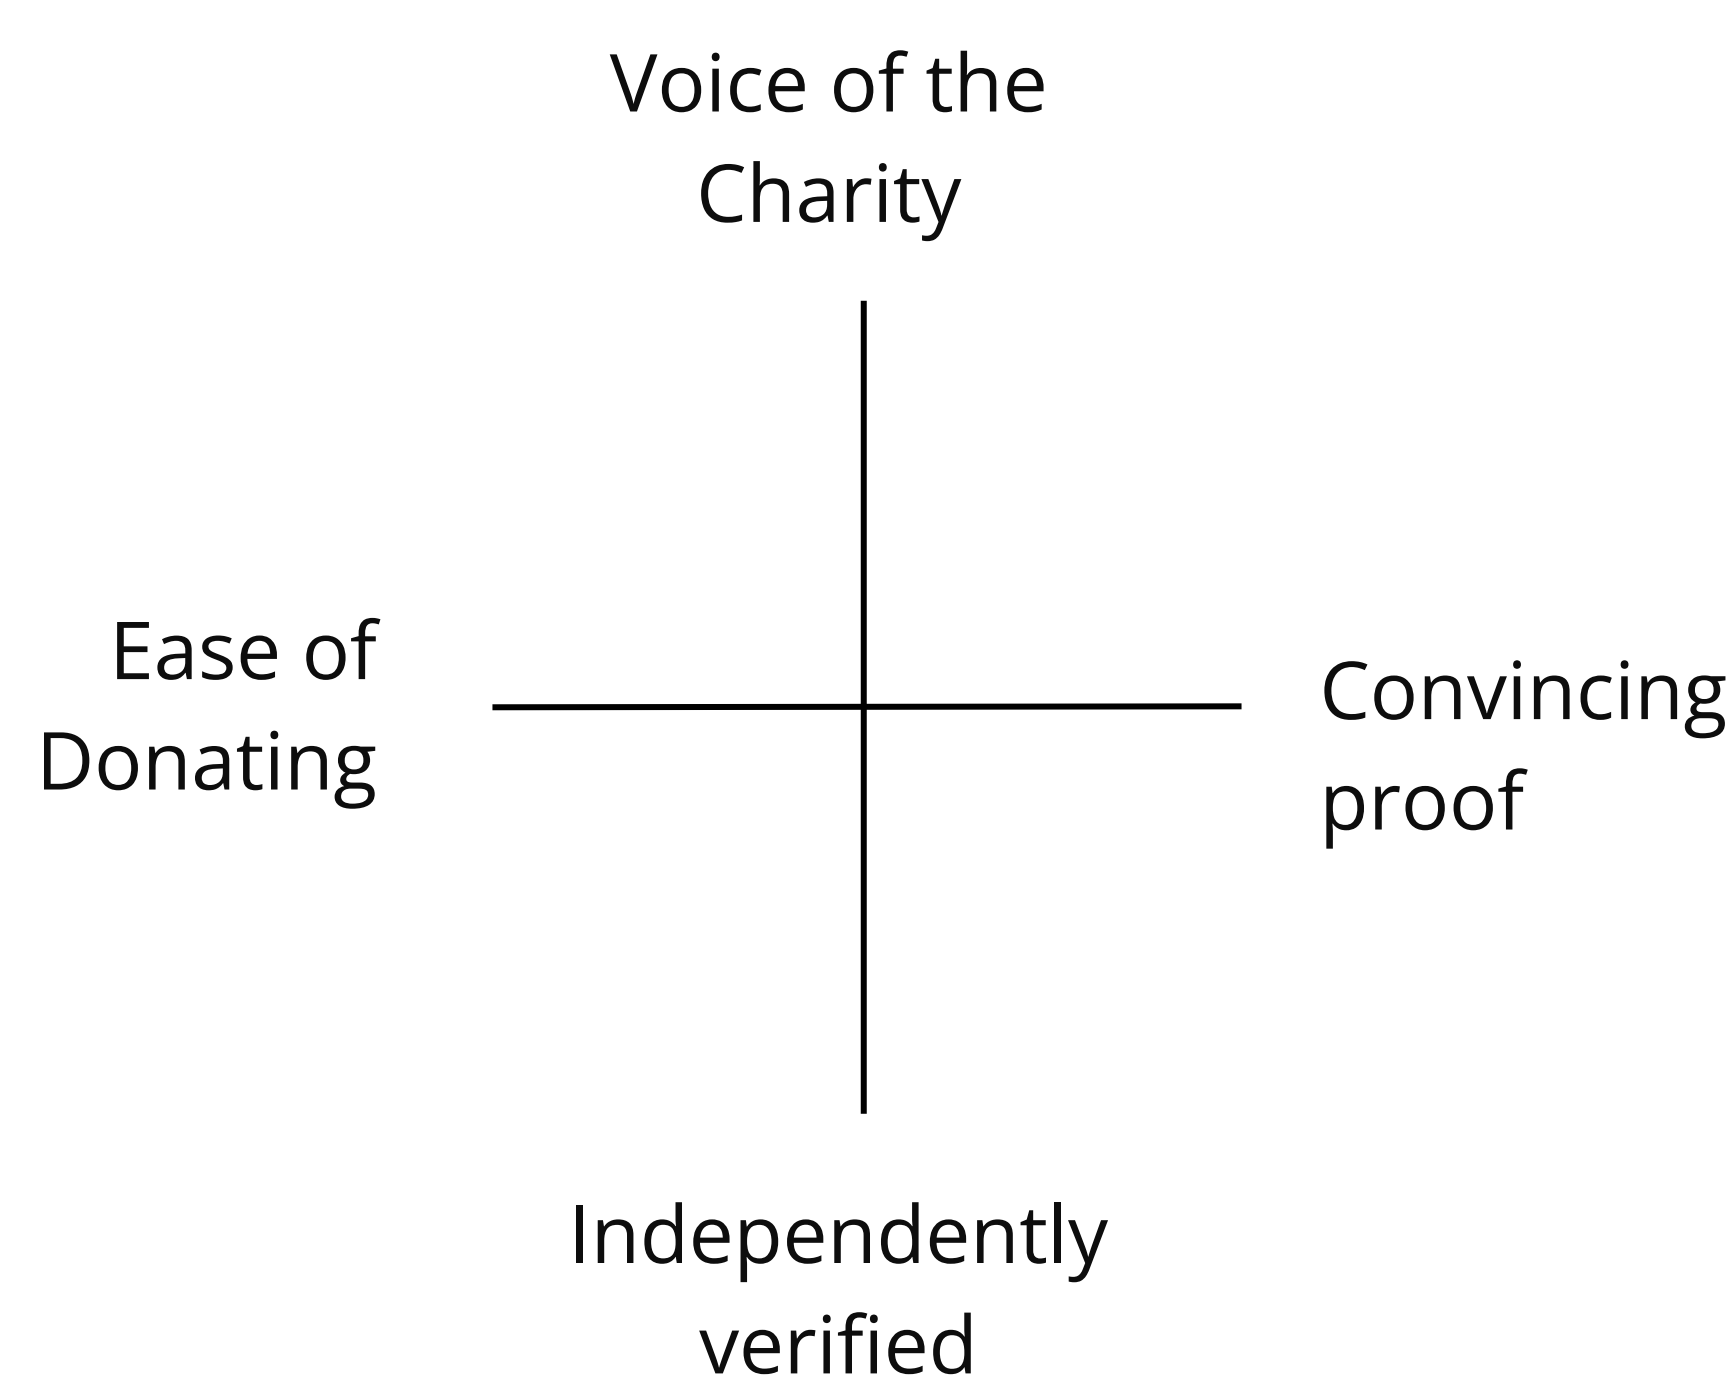 Voice of the
Charity
Ease of
Donating
Convincing
proof
Independently
verified